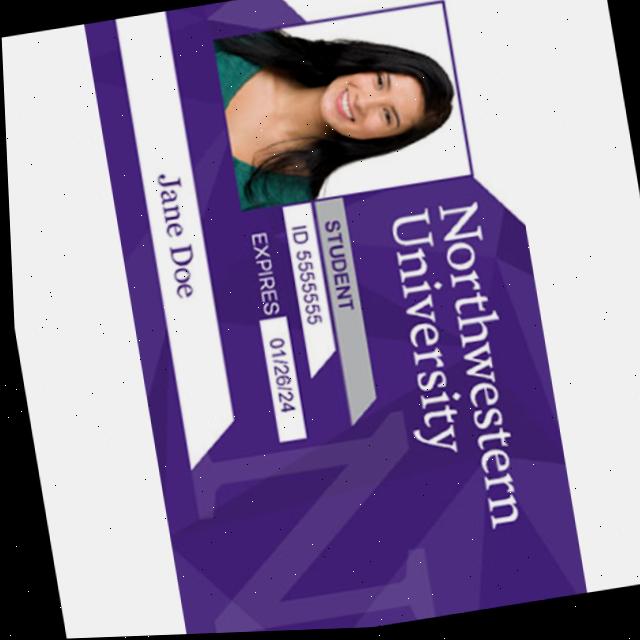 Northwestern
University
STUDENT
ID 5555555
EXPIRES 01/26/24
Jane Doe
N